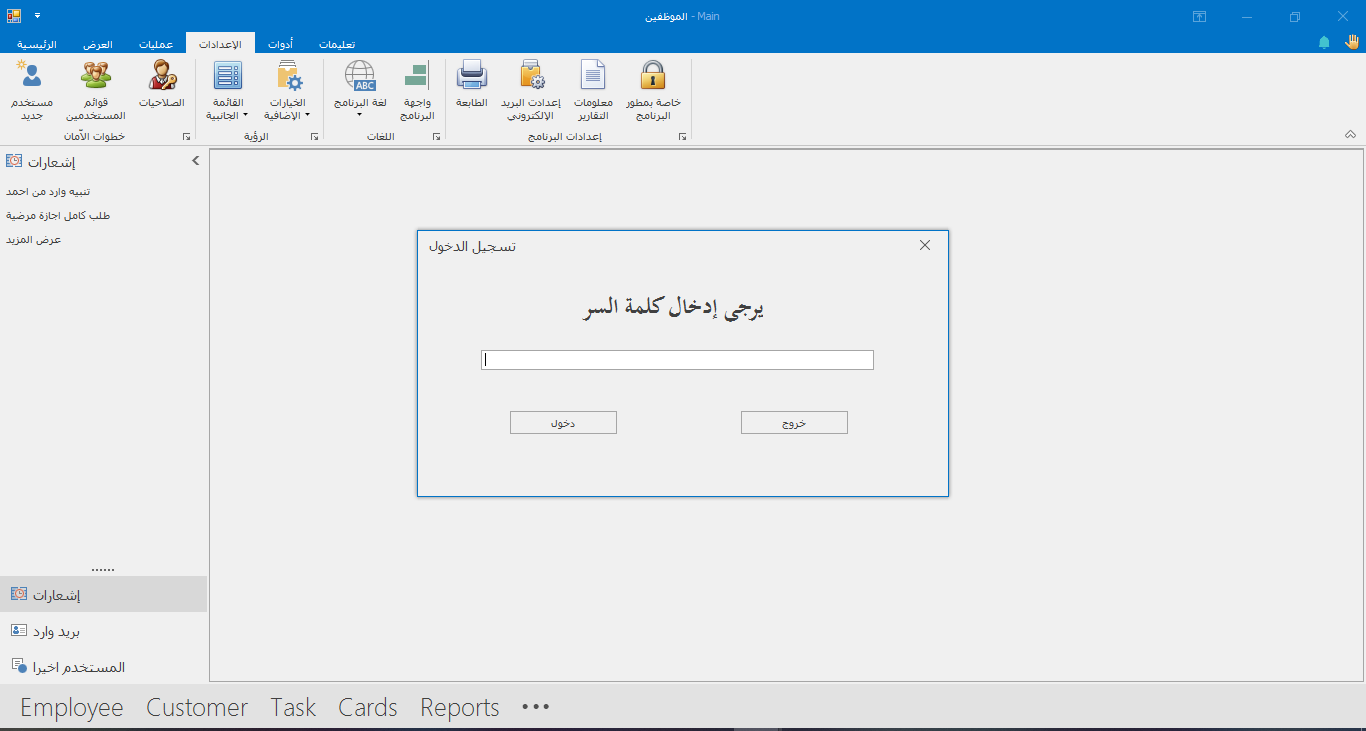 الموظفين - Main
الرئيسية
العرض
عمليات
الإعدادات
أدوات
تعليمات
مستخدم جديد
قوائم المستخدمين
الصلاحيات
خطوات الأمان
القائمة الجانبية
الخيارات الإضافية
الرؤية
لغة البرنامج
ABC
واجهة البرنامج
اللغات
الطابعة
إعدادت البريد الإلكتروني
معلومات التقارير
خاصة بمطور البرنامج
إعدادات البرنامج
إشعارات
تنبيه وارد من احمد
طلب كامل اجازة مرضية
عرض المزيد
تسجيل الدخول
يرجى إدخال كلمة السر
دخول
خروج
إشعارات
بريد وارد
المستخدم اخيرا
Employee Customer Task Cards Reports